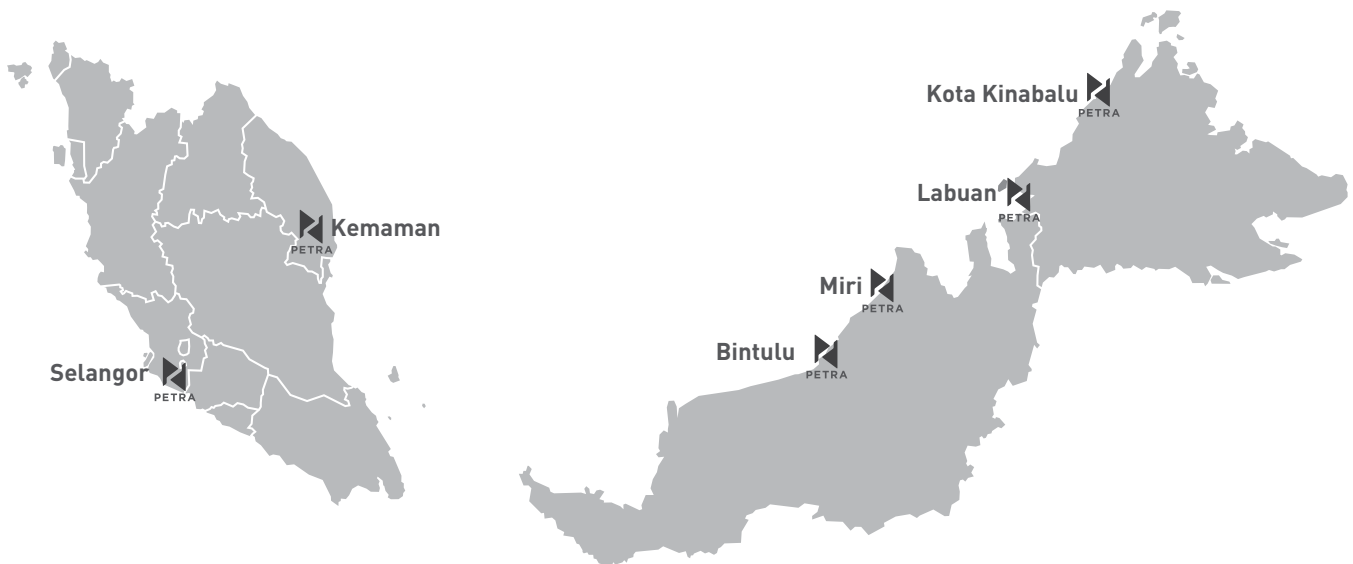 Kota Kinabalu
PETRA
Labuan
PETRA
Kemaman
PETRA
Miri
PETRA
Bintulu
PETRA
Selangor
PETRA